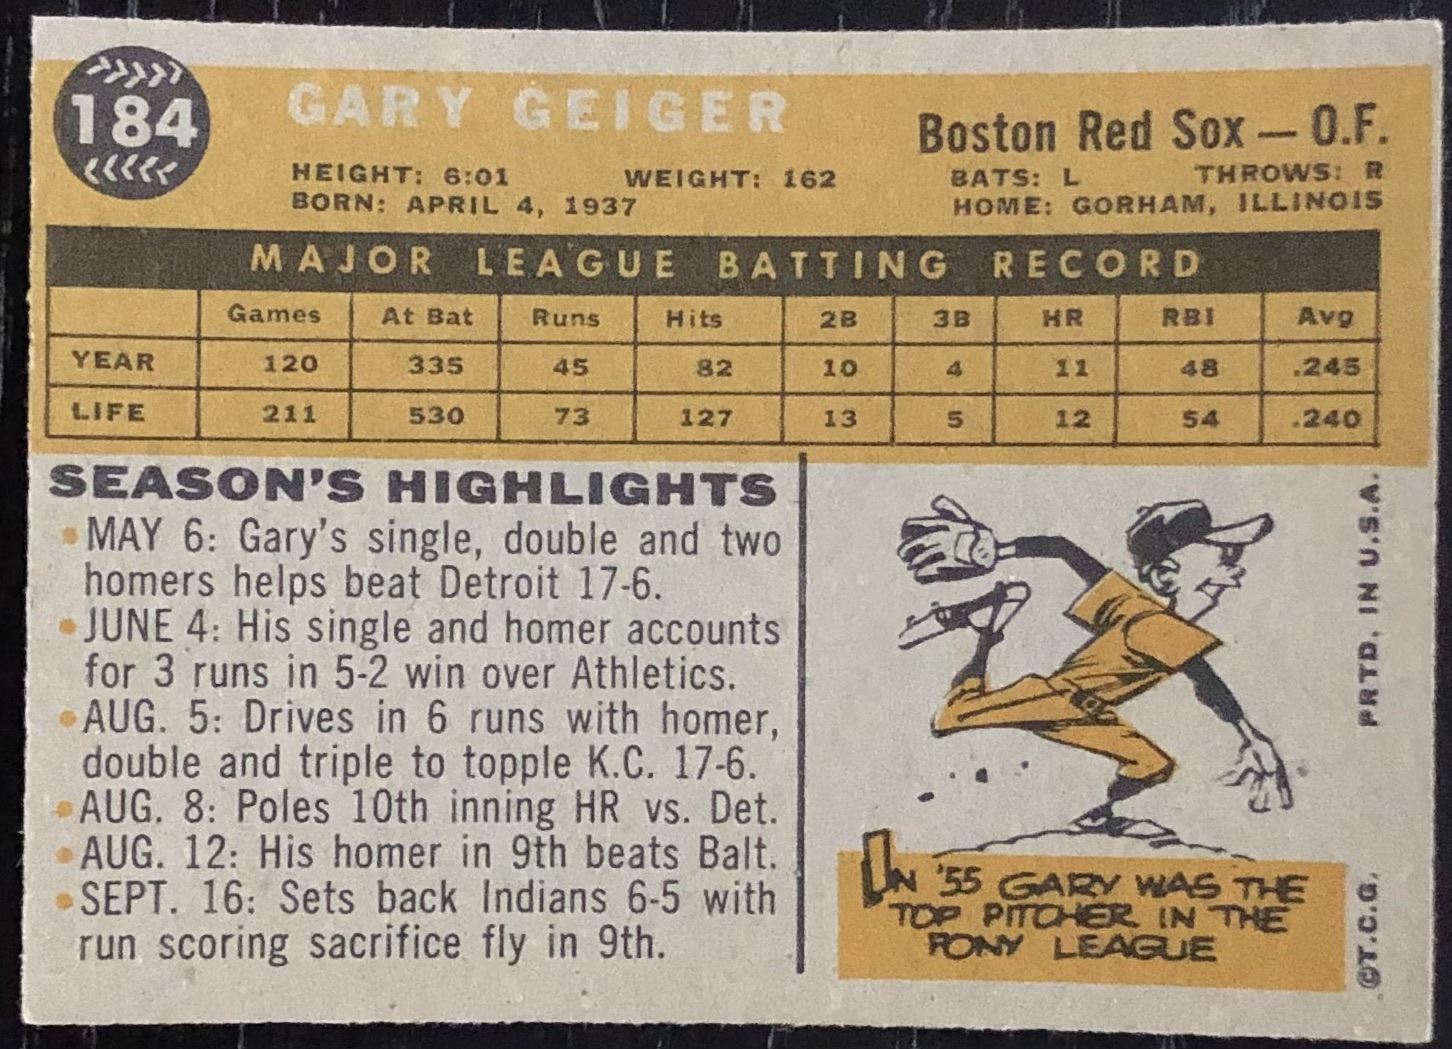 184
GARY GEIGER
Boston Red Sox — O.F.
HEIGHT: 6:01 WEIGHT: 162 BATS: L THROWS: R
BORN: APRIL 4, 1937 HOME: GORHAM, ILLINOIS
MAJOR LEAGUE BATTING RECORD
Games At Bat Runs Hits 2B 3B HR RBI Avg
YEAR 120 335 45 82 10 4 11 48 .245
LIFE 211 530 73 127 13 5 12 54 .240
SEASON'S HIGHLIGHTS
• MAY 6: Gary's single, double and two
homers helps beat Detroit 17-6.
• JUNE 4: His single and homer accounts
for 3 runs in 5-2 win over Athletics.
• AUG. 5: Drives in 6 runs with homer,
double and triple to topple K.C. 17-6.
• AUG. 8: Poles 10th inning HR vs. Det.
• AUG. 12: His homer in 9th beats Balt.
• SEPT. 16: Sets back Indians 6-5 with
run scoring sacrifice fly in 9th.
IN '55 GARY WAS THE
TOP PITCHER IN THE
PONY LEAGUE
©T.C.G. PRTD. IN U.S.A.